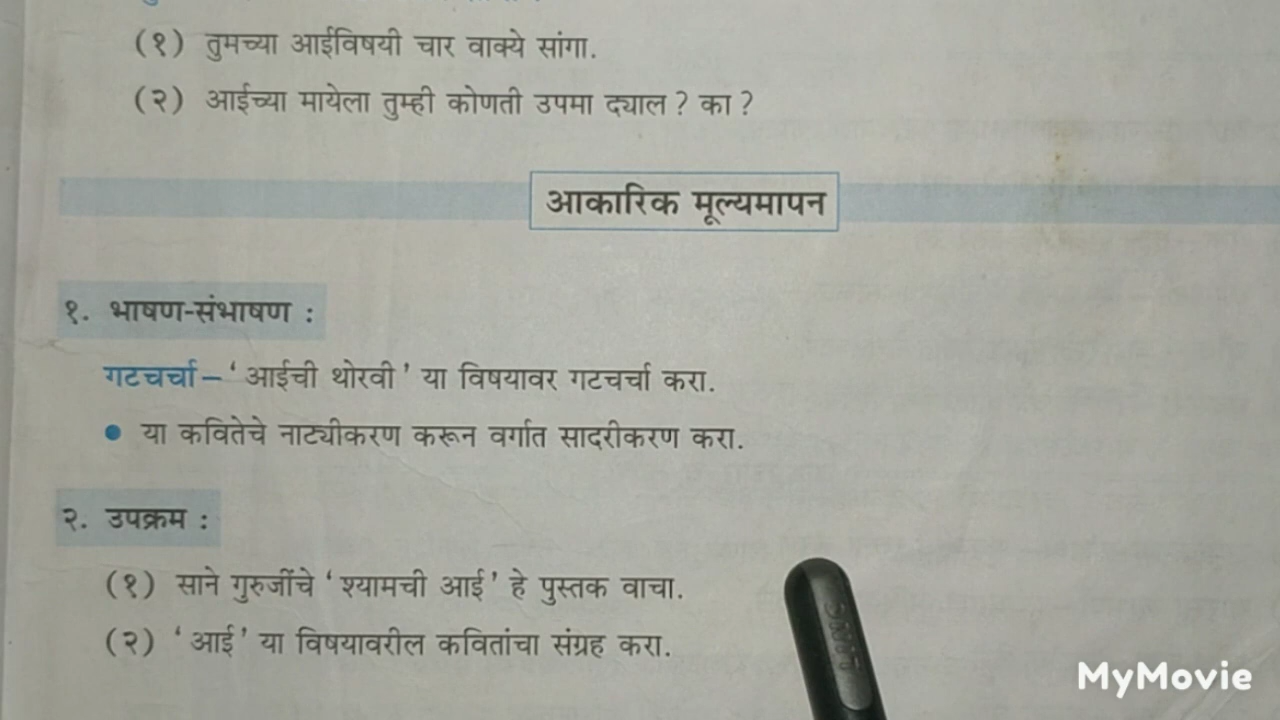 (१) तुमच्या आईविषयी चार वाक्ये सांगा.
(२) आईच्या मायेला तुम्ही कोणती उपमा द्याल? का?
आकारिक मूल्यमापन
१. भाषण-संभाषण :
गटचर्चा – ‘आईची थोरवी’ या विषयावर गटचर्चा करा.
• या कवितेचे नाट्यीकरण करून वर्गात सादरीकरण करा.
२. उपक्रम :
(१) साने गुरुजींचे ‘श्यामची आई’ हे पुस्तक वाचा.
(२) ‘आई’ या विषयावरील कवितांचा संग्रह करा.
MyMovie